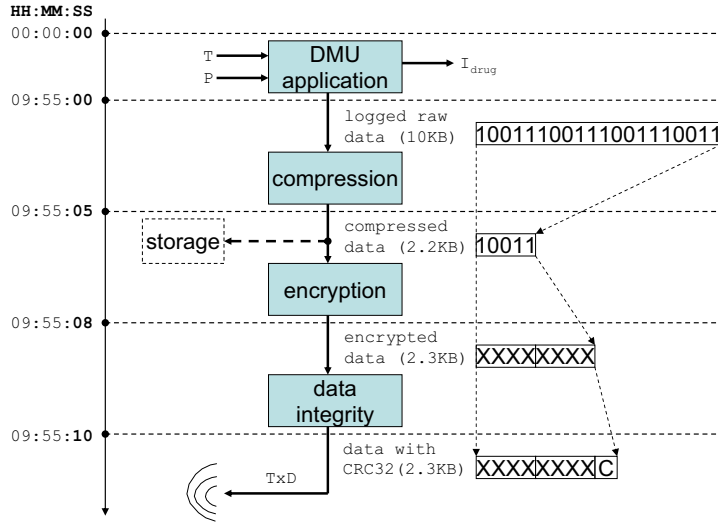 HH:MM:SS
00:00:00
T
P
DMU
application
I_drug
09:55:00
logged raw
data (10KB)
10011100111001110011
compression
09:55:05
storage
compressed
data (2.2KB)
10011
encryption
09:55:08
encrypted
data (2.3KB)
XXXXXXXX
data
integrity
09:55:10
data with
CRC32(2.3KB)
XXXXXXXXC
TxD